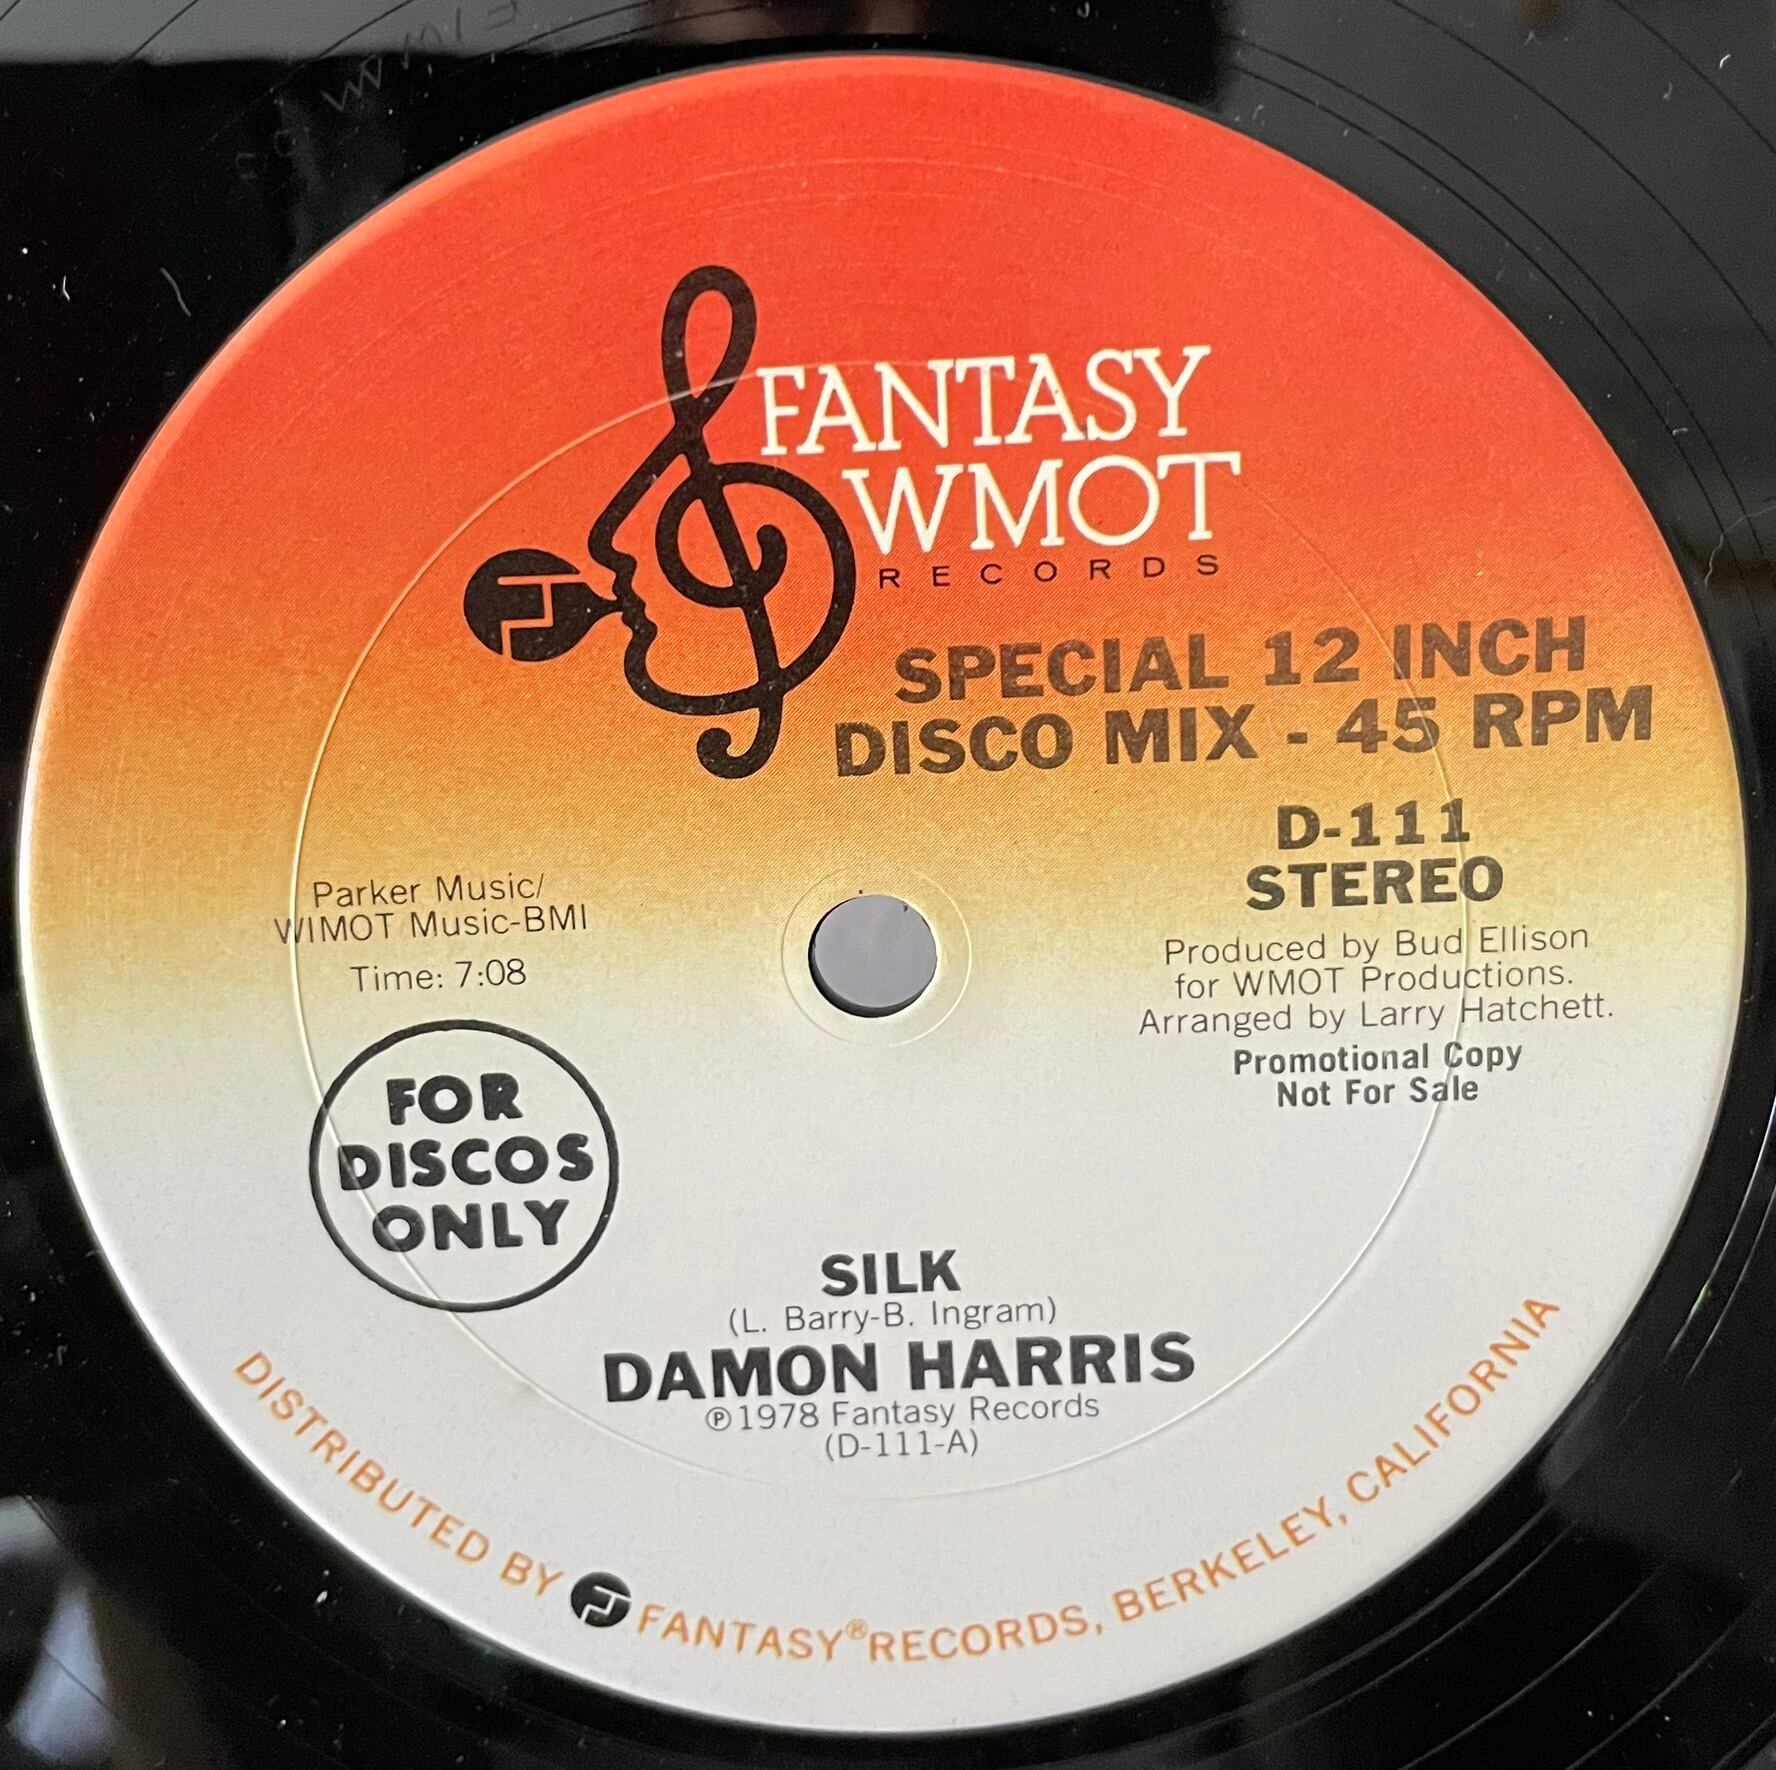 FANTASY
WMOT
RECORDS
SPECIAL 12 INCH
DISCO MIX - 45 RPM
D-111
STEREO
Parker Music/
WIMOT Music-BMI
Time: 7:08
Produced by Bud Ellison
for WMOT Productions.
Arranged by Larry Hatchett.
Promotional Copy
Not For Sale
FOR
DISCOS
ONLY
SILK
(L. Barry-B. Ingram)
DAMON HARRIS
℗1978 Fantasy Records
(D-111-A)
DISTRIBUTED BY FANTASY® RECORDS, BERKELEY, CALIFORNIA